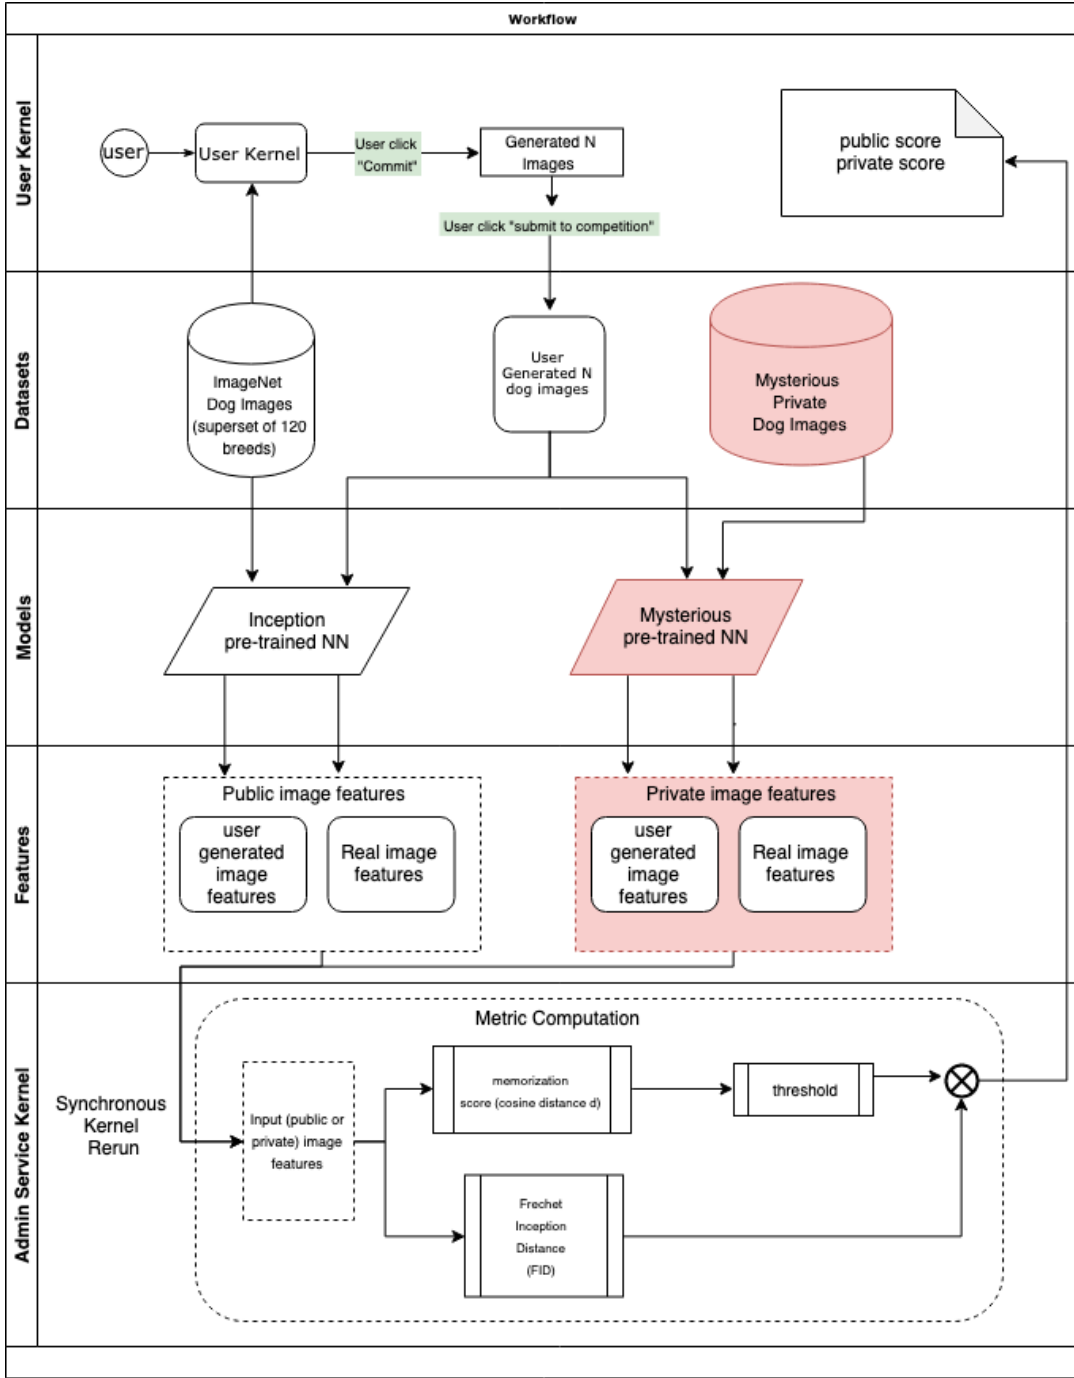 Workflow
User Kernel
user
User Kernel
User click
"Commit"
Generated N
Images
User click "submit to competition"
public score
private score
Datasets
ImageNet
Dog Images
(superset of 120
breeds)
User
Generated N
dog images
Mysterious
Private
Dog Images
Models
Inception
pre-trained NN
Mysterious
pre-trained NN
Features
Public image features
user
generated
image
features
Real image
features
Private image features
user
generated
image
features
Real image
features
Admin Service Kernel
Synchronous
Kernel
Rerun
Metric Computation
Input (public or
private) image
features
memorization
score (cosine distance d)
threshold
Frechet
Inception
Distance
(FID)